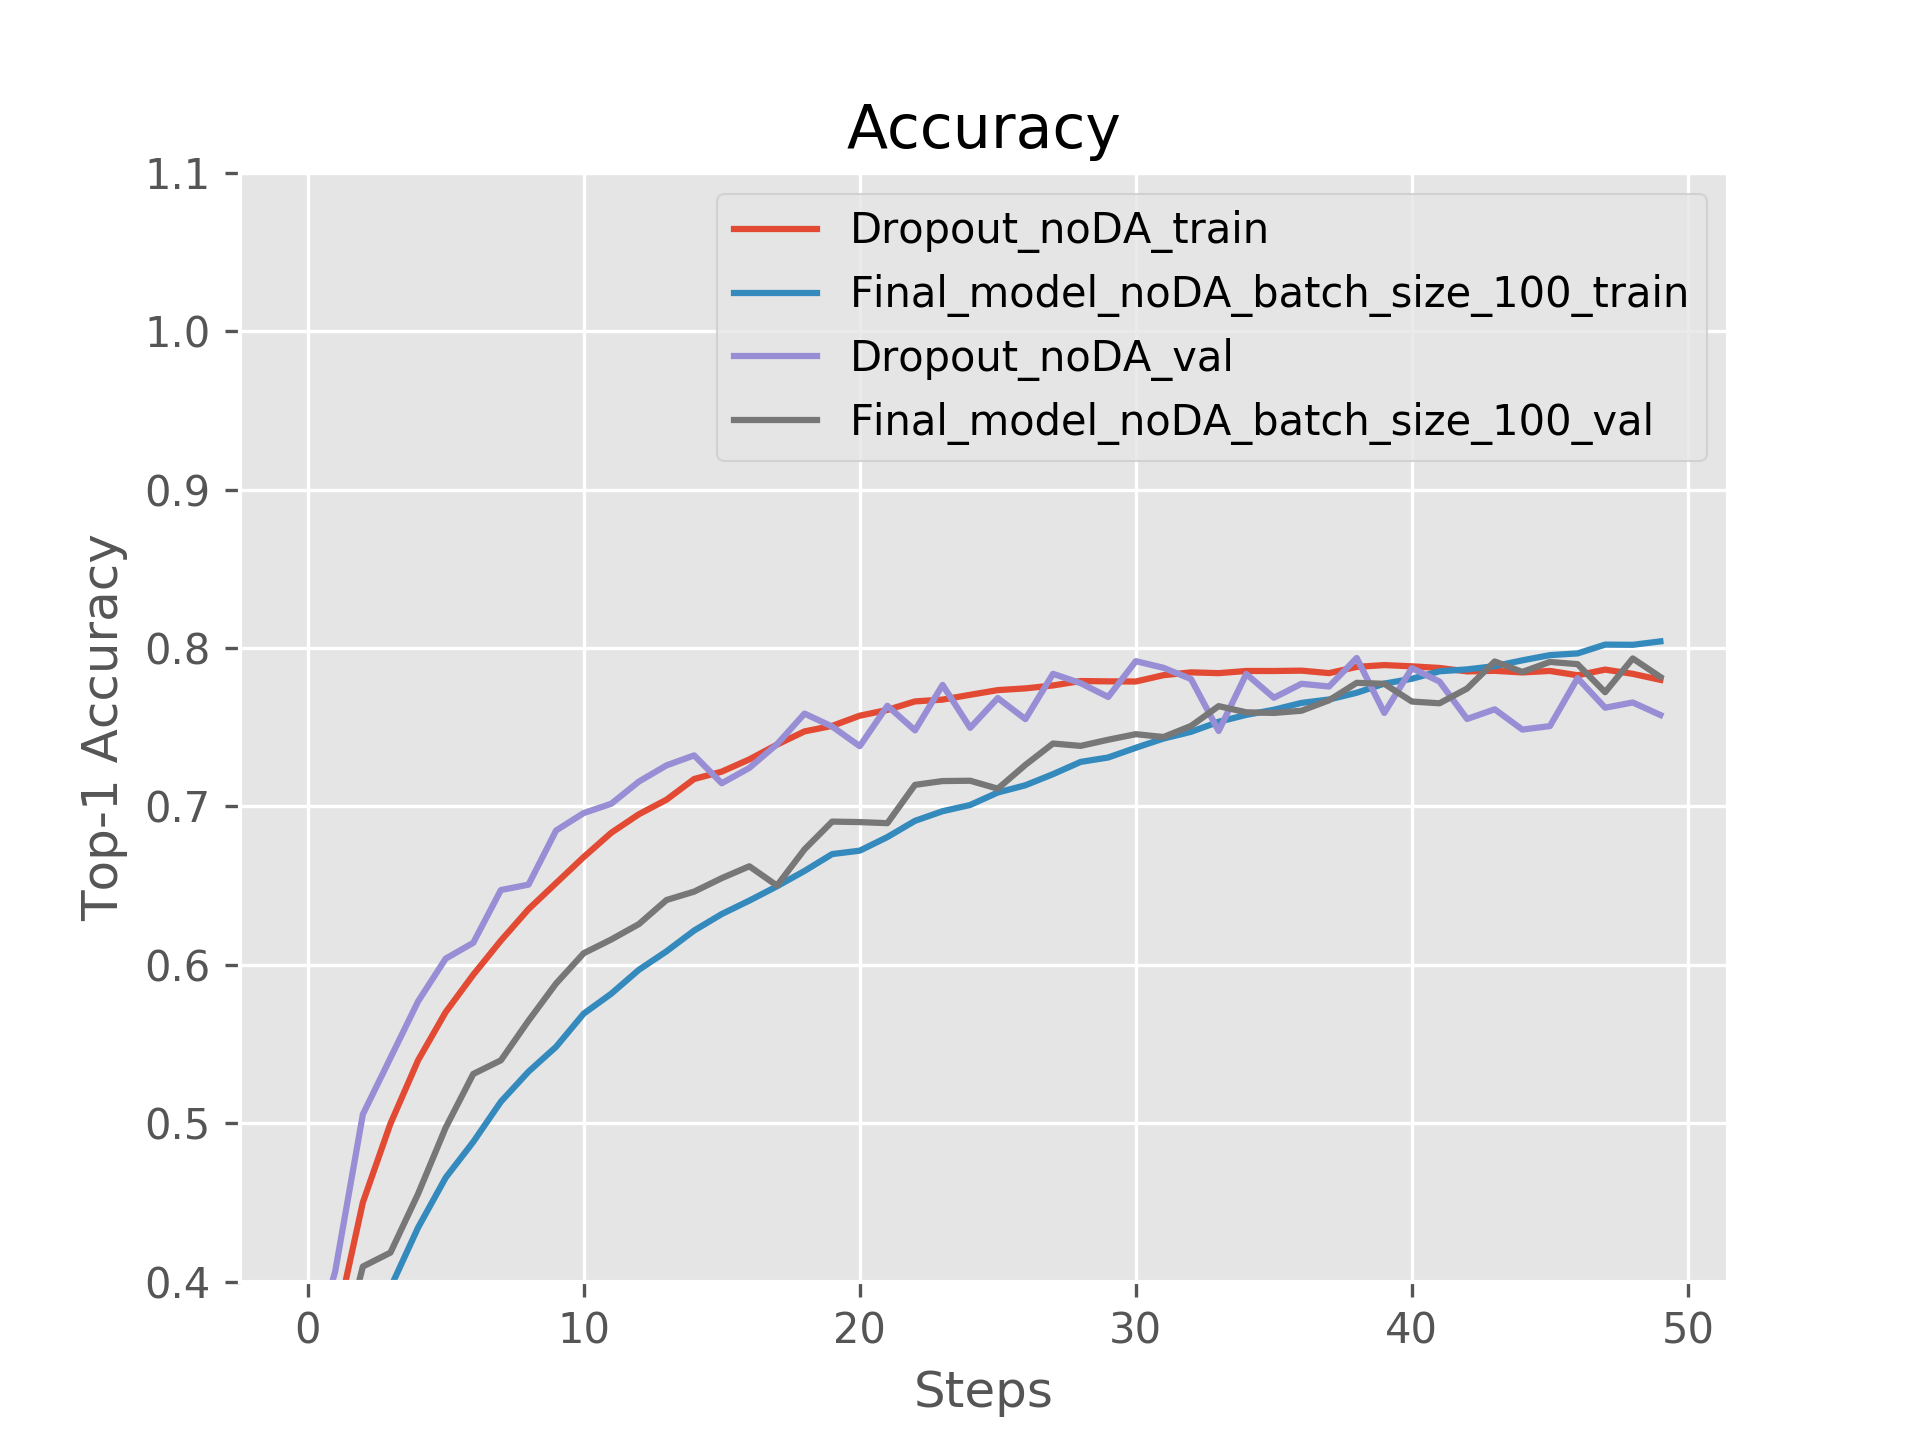 Accuracy
1.1
1.0
0.9
0.8
0.7
0.6
0.5
0.4
Top-1 Accuracy
Dropout_noDA_train
Final_model_noDA_batch_size_100_train
Dropout_noDA_val
Final_model_noDA_batch_size_100_val
0 10 20 30 40 50
Steps